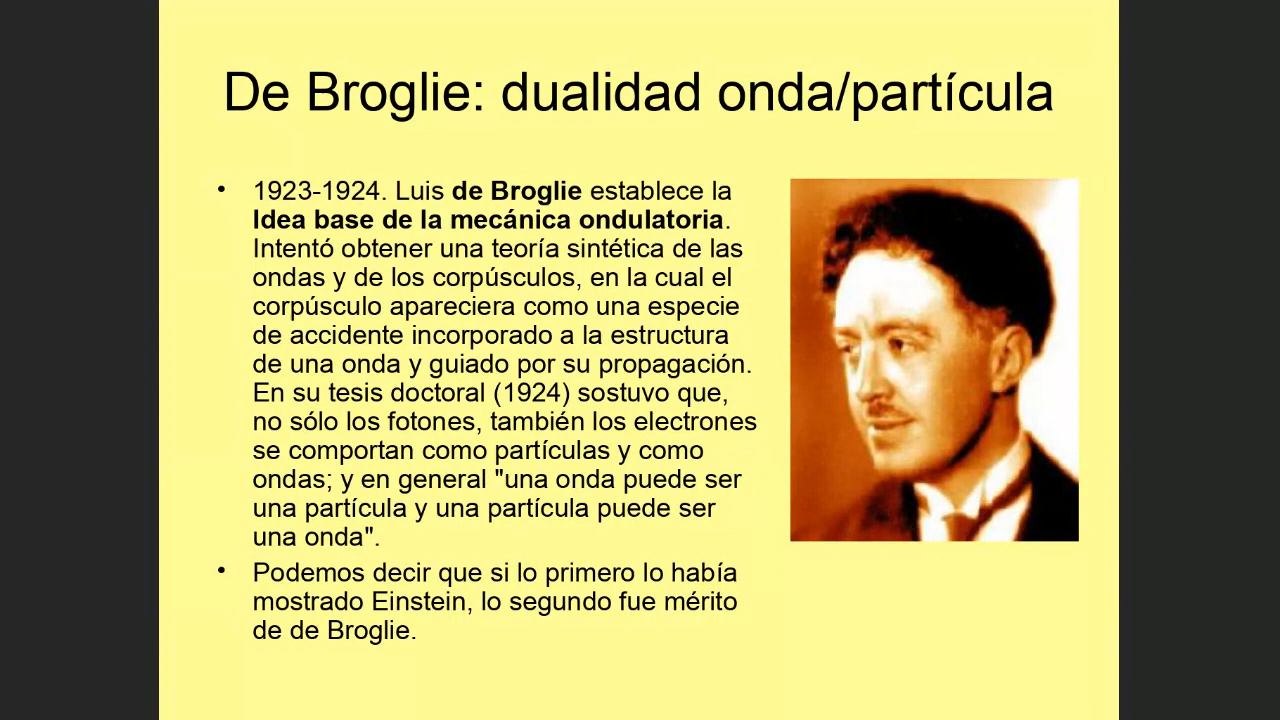 De Broglie: dualidad onda/partícula
• 1923-1924. Luis de Broglie establece la
Idea base de la mecánica ondulatoria.
Intentó obtener una teoría sintética de las
ondas y de los corpúsculos, en la cual el
corpúsculo apareciera como una especie
de accidente incorporado a la estructura
de una onda y guiado por su propagación.
En su tesis doctoral (1924) sostuvo que,
no sólo los fotones, también los electrones
se comportan como partículas y como
ondas; y en general "una onda puede ser
una partícula y una partícula puede ser
una onda".
• Podemos decir que si lo primero lo había
mostrado Einstein, lo segundo fue mérito
de de Broglie.